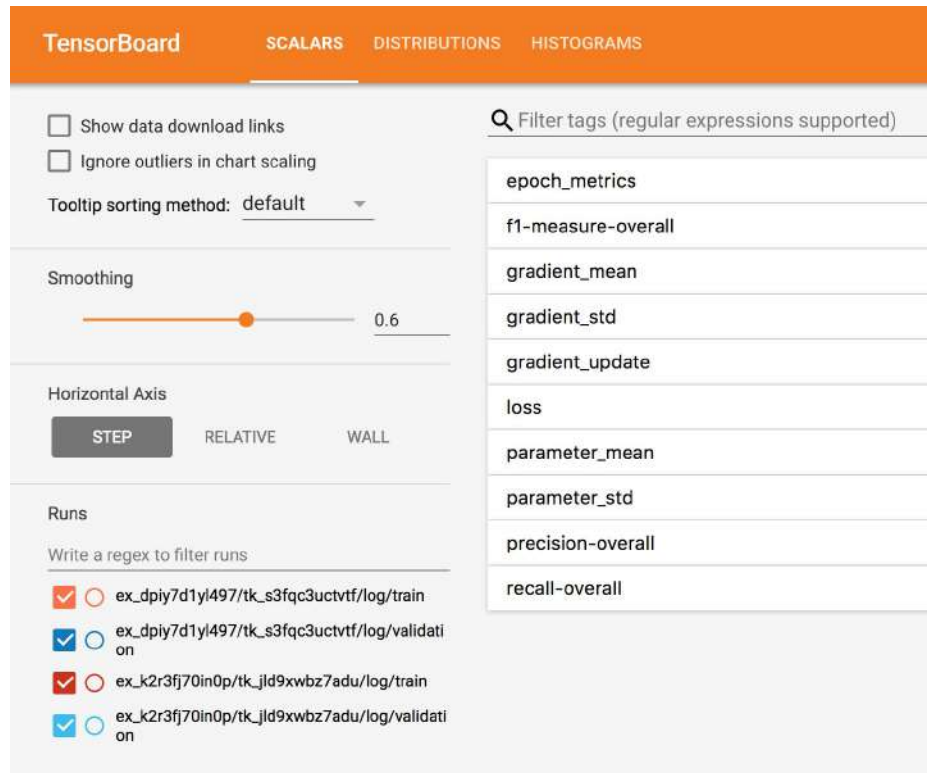 TensorBoard SCALARS DISTRIBUTIONS HISTOGRAMS
Show data download links
Ignore outliers in chart scaling
Tooltip sorting method: default
Smoothing
0.6
Horizontal Axis
STEP RELATIVE WALL
Runs
Write a regex to filter runs
ex_dpiy7d1yl497/tk_s3fqc3uctvtf/log/train
ex_dpiy7d1yl497/tk_s3fqc3uctvtf/log/validati
on
ex_k2r3fj70in0p/tk_jld9xwbz7adu/log/train
ex_k2r3fj70in0p/tk_jld9xwbz7adu/log/validati
on
Filter tags (regular expressions supported)
epoch_metrics
f1-measure-overall
gradient_mean
gradient_std
gradient_update
loss
parameter_mean
parameter_std
precision-overall
recall-overall